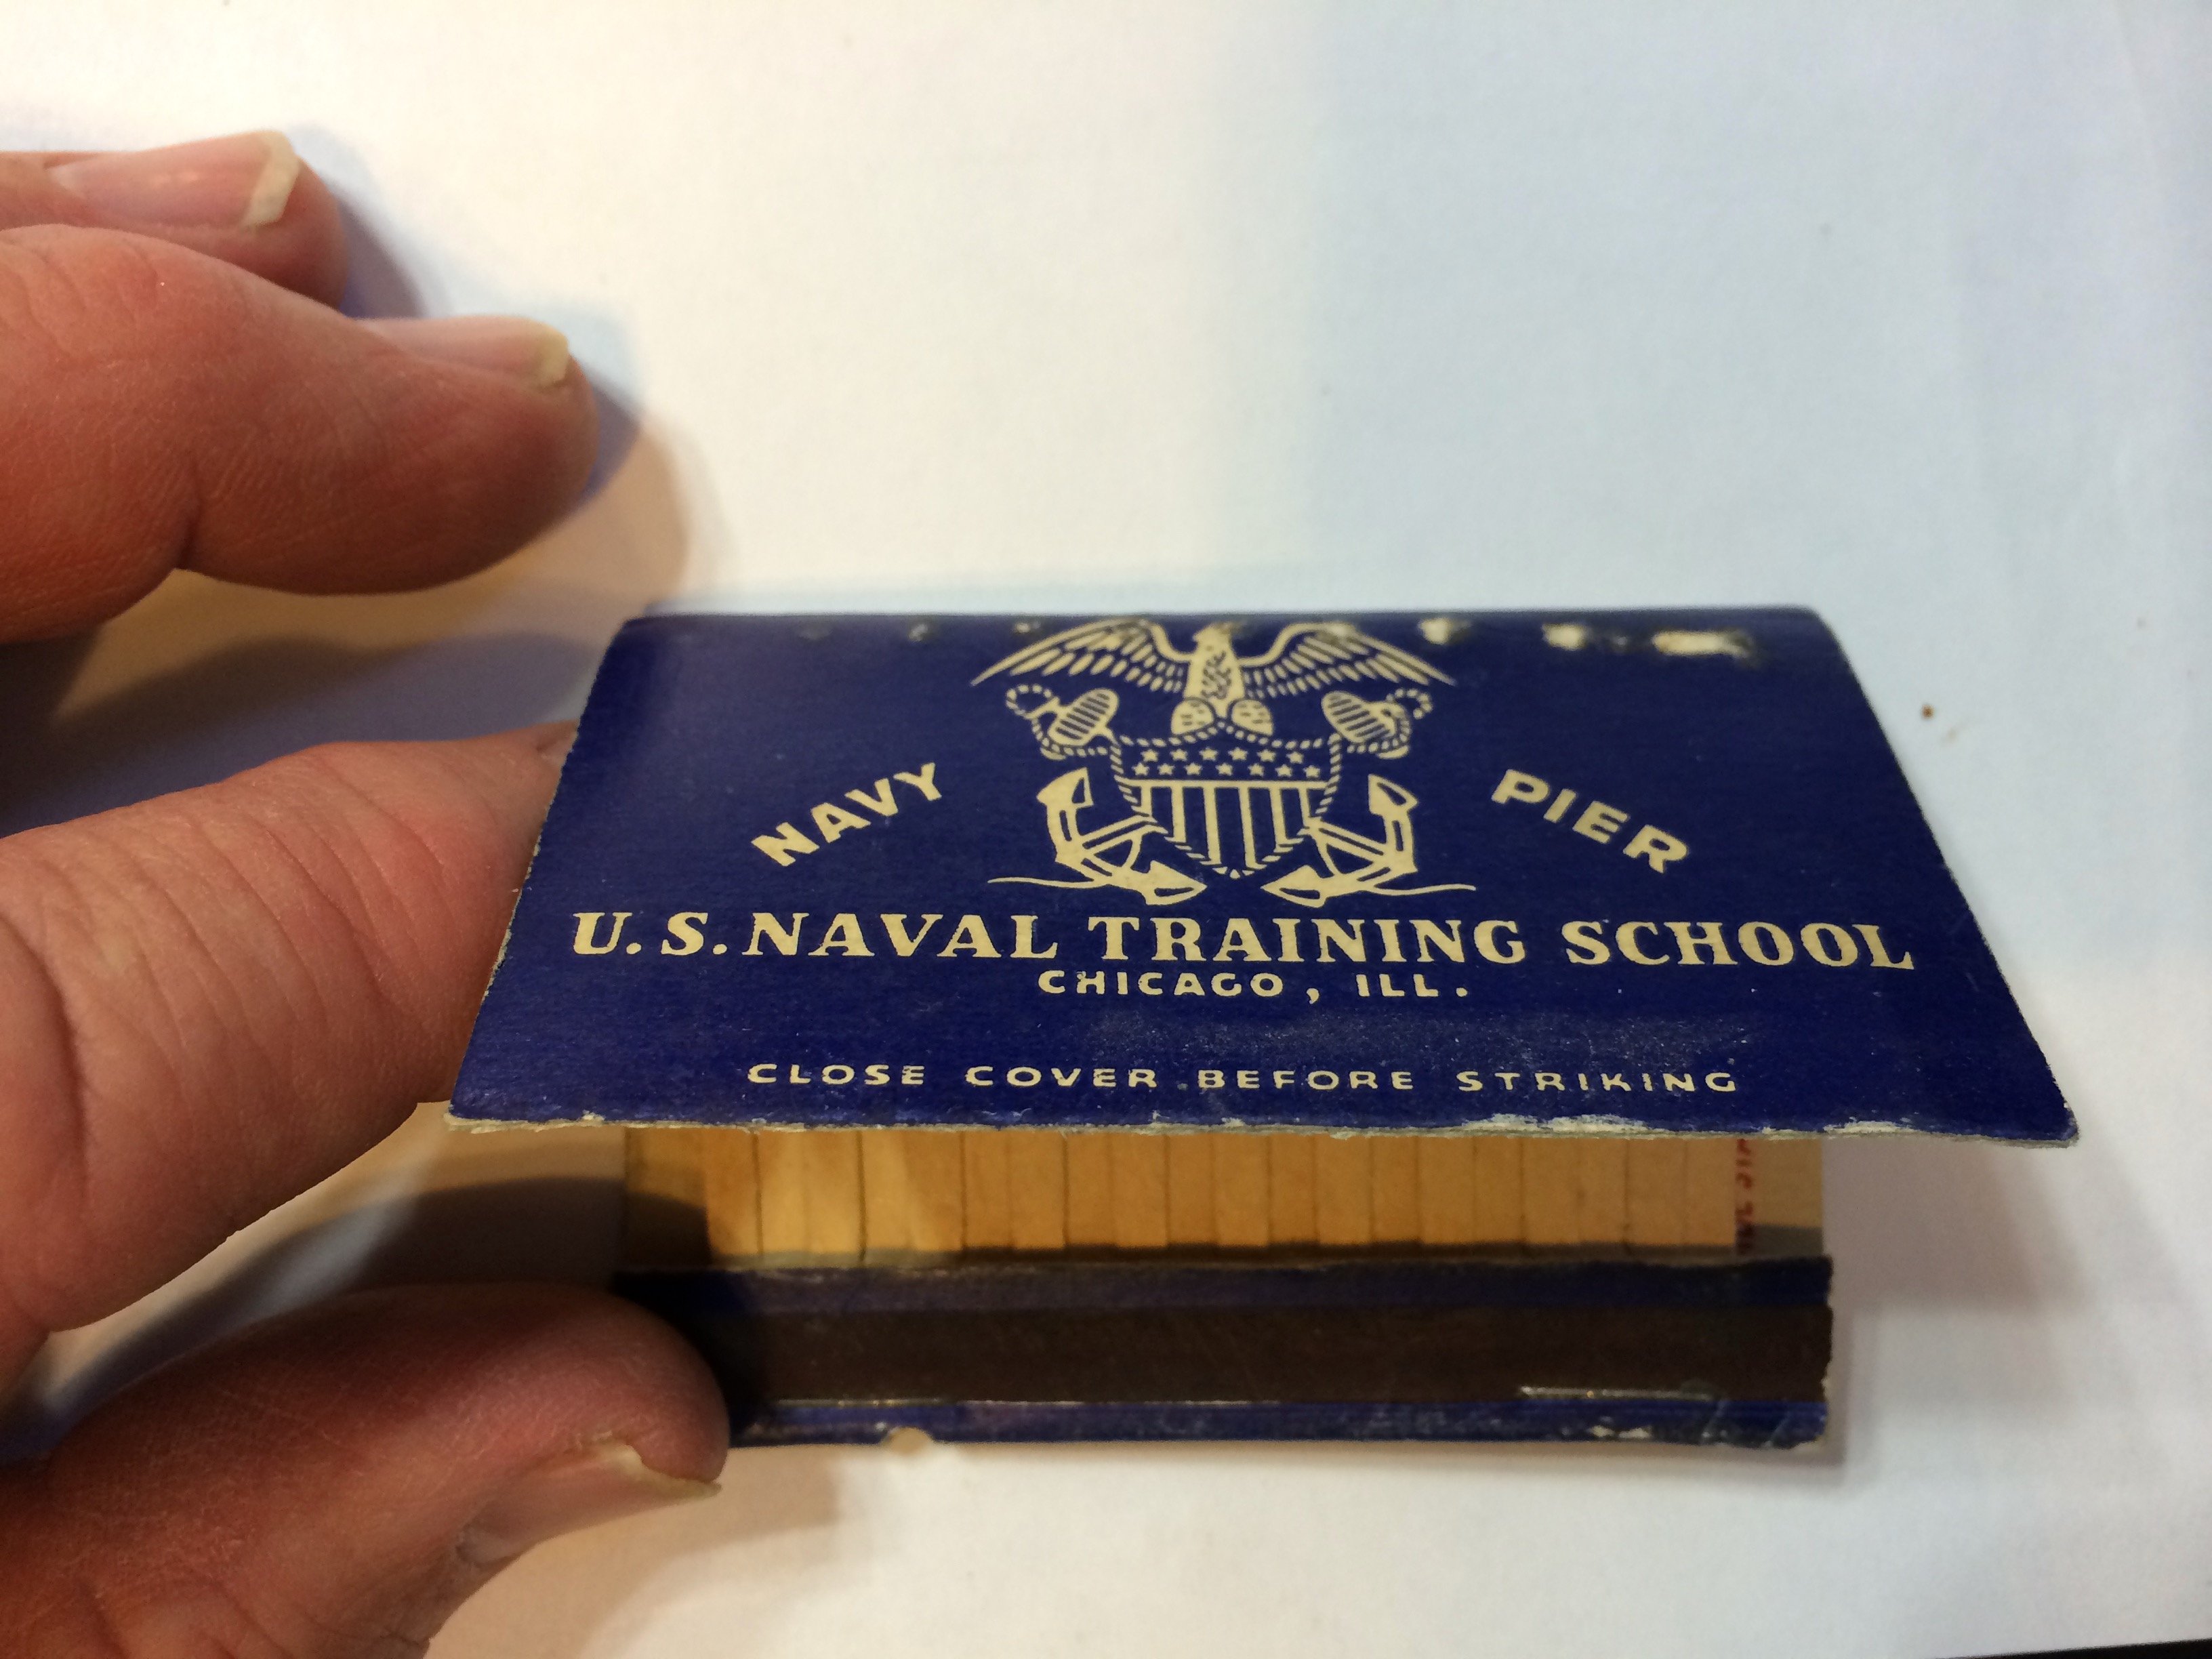 NAVY PIER
U.S. NAVAL TRAINING SCHOOL
CHICAGO, ILL.
CLOSE COVER BEFORE STRIKING